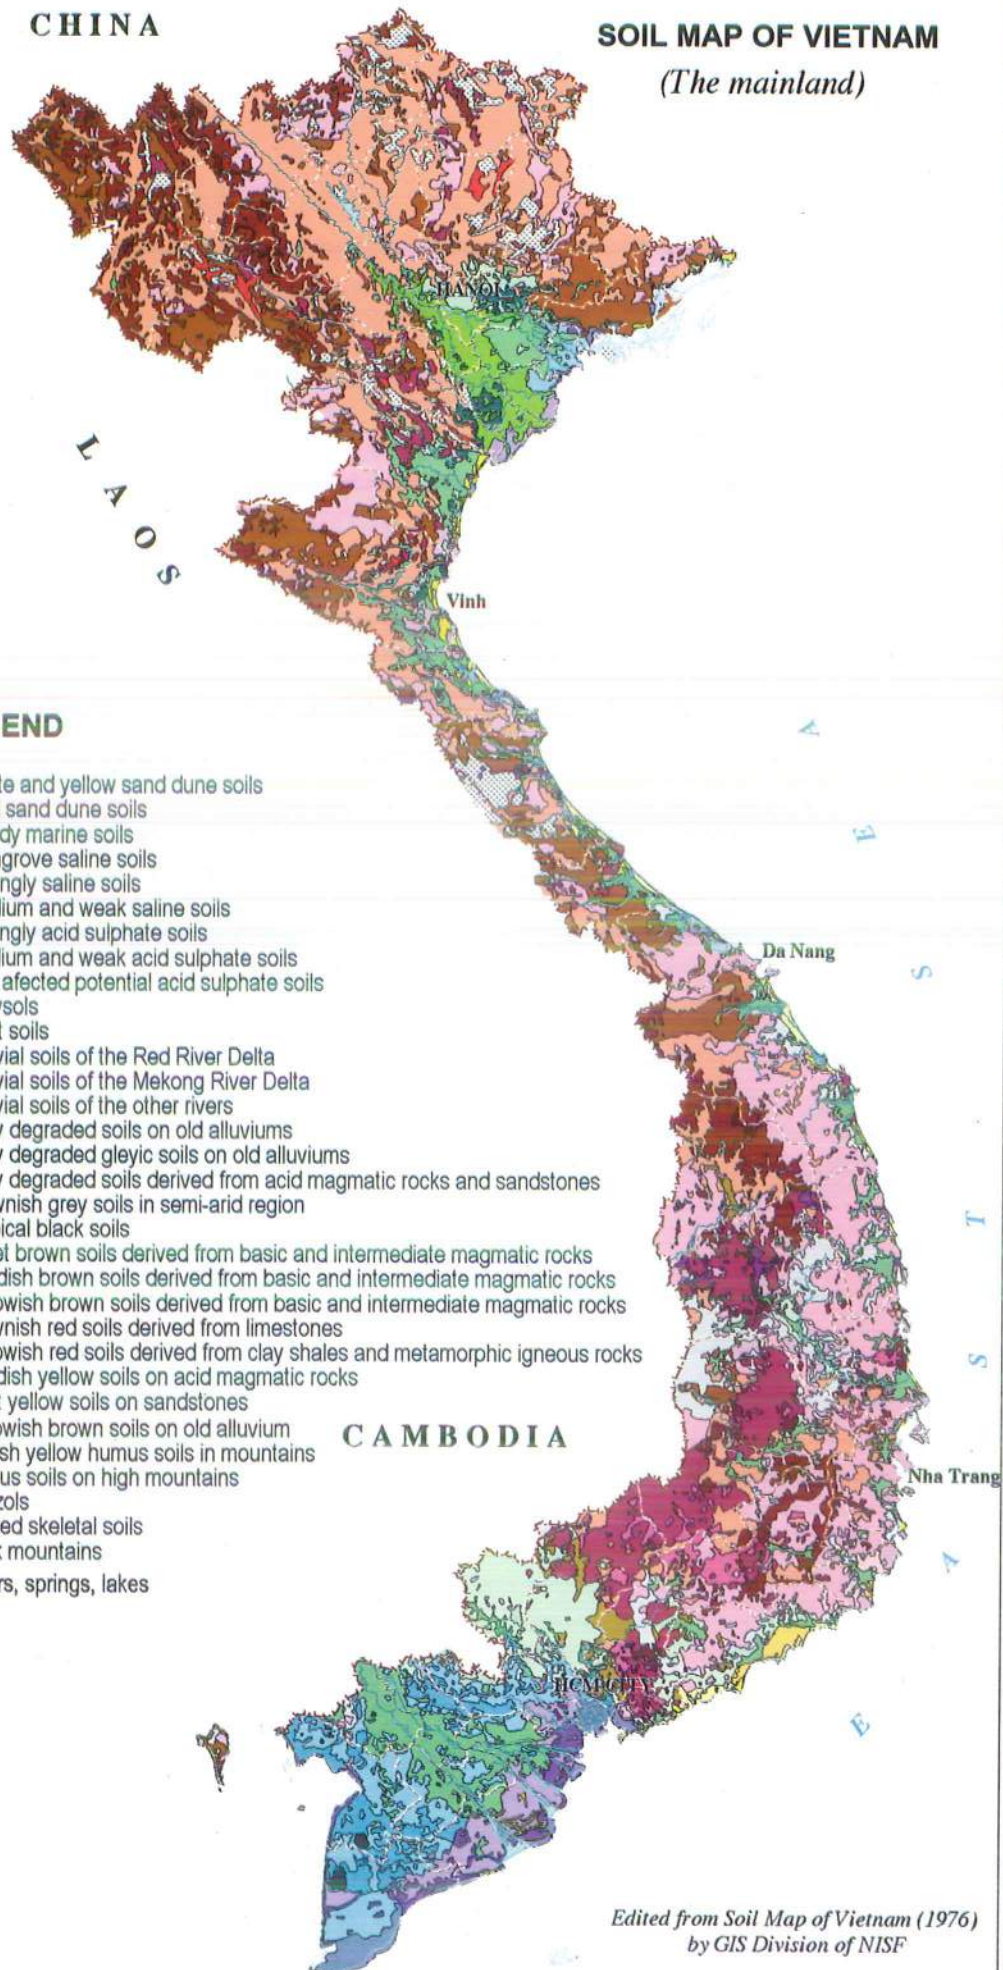 CHINA
SOIL MAP OF VIETNAM
(The mainland)
HANOI
LAOS
Vinh
END
te and yellow sand dune soils
sand dune soils
dy marine soils
grove saline soils
ngly saline soils
lium and weak saline soils
ngly acid sulphate soils
lium and weak acid sulphate soils
afected potential acid sulphate soils
ysols
t soils
vial soils of the Red River Delta
vial soils of the Mekong River Delta
vial soils of the other rivers
y degraded soils on old alluviums
y degraded gleyic soils on old alluviums
y degraded soils derived from acid magmatic rocks and sandstones
wnish grey soils in semi-arid region
ical black soils
t brown soils derived from basic and intermediate magmatic rocks
dish brown soils derived from basic and intermediate magmatic rocks
owish brown soils derived from basic and intermediate magmatic rocks
wnish red soils derived from limestones
owish red soils derived from clay shales and metamorphic igneous rocks
dish yellow soils on acid magmatic rocks
t yellow soils on sandstones
owish brown soils on old alluvium
sh yellow humus soils in mountains
us soils on high mountains
zols
ed skeletal soils
k mountains
rs, springs, lakes
Da Nang
CAMBODIA
Nha Trang
HCM CITY
EAST SEA
Edited from Soil Map of Vietnam (1976)
by GIS Division of NISF